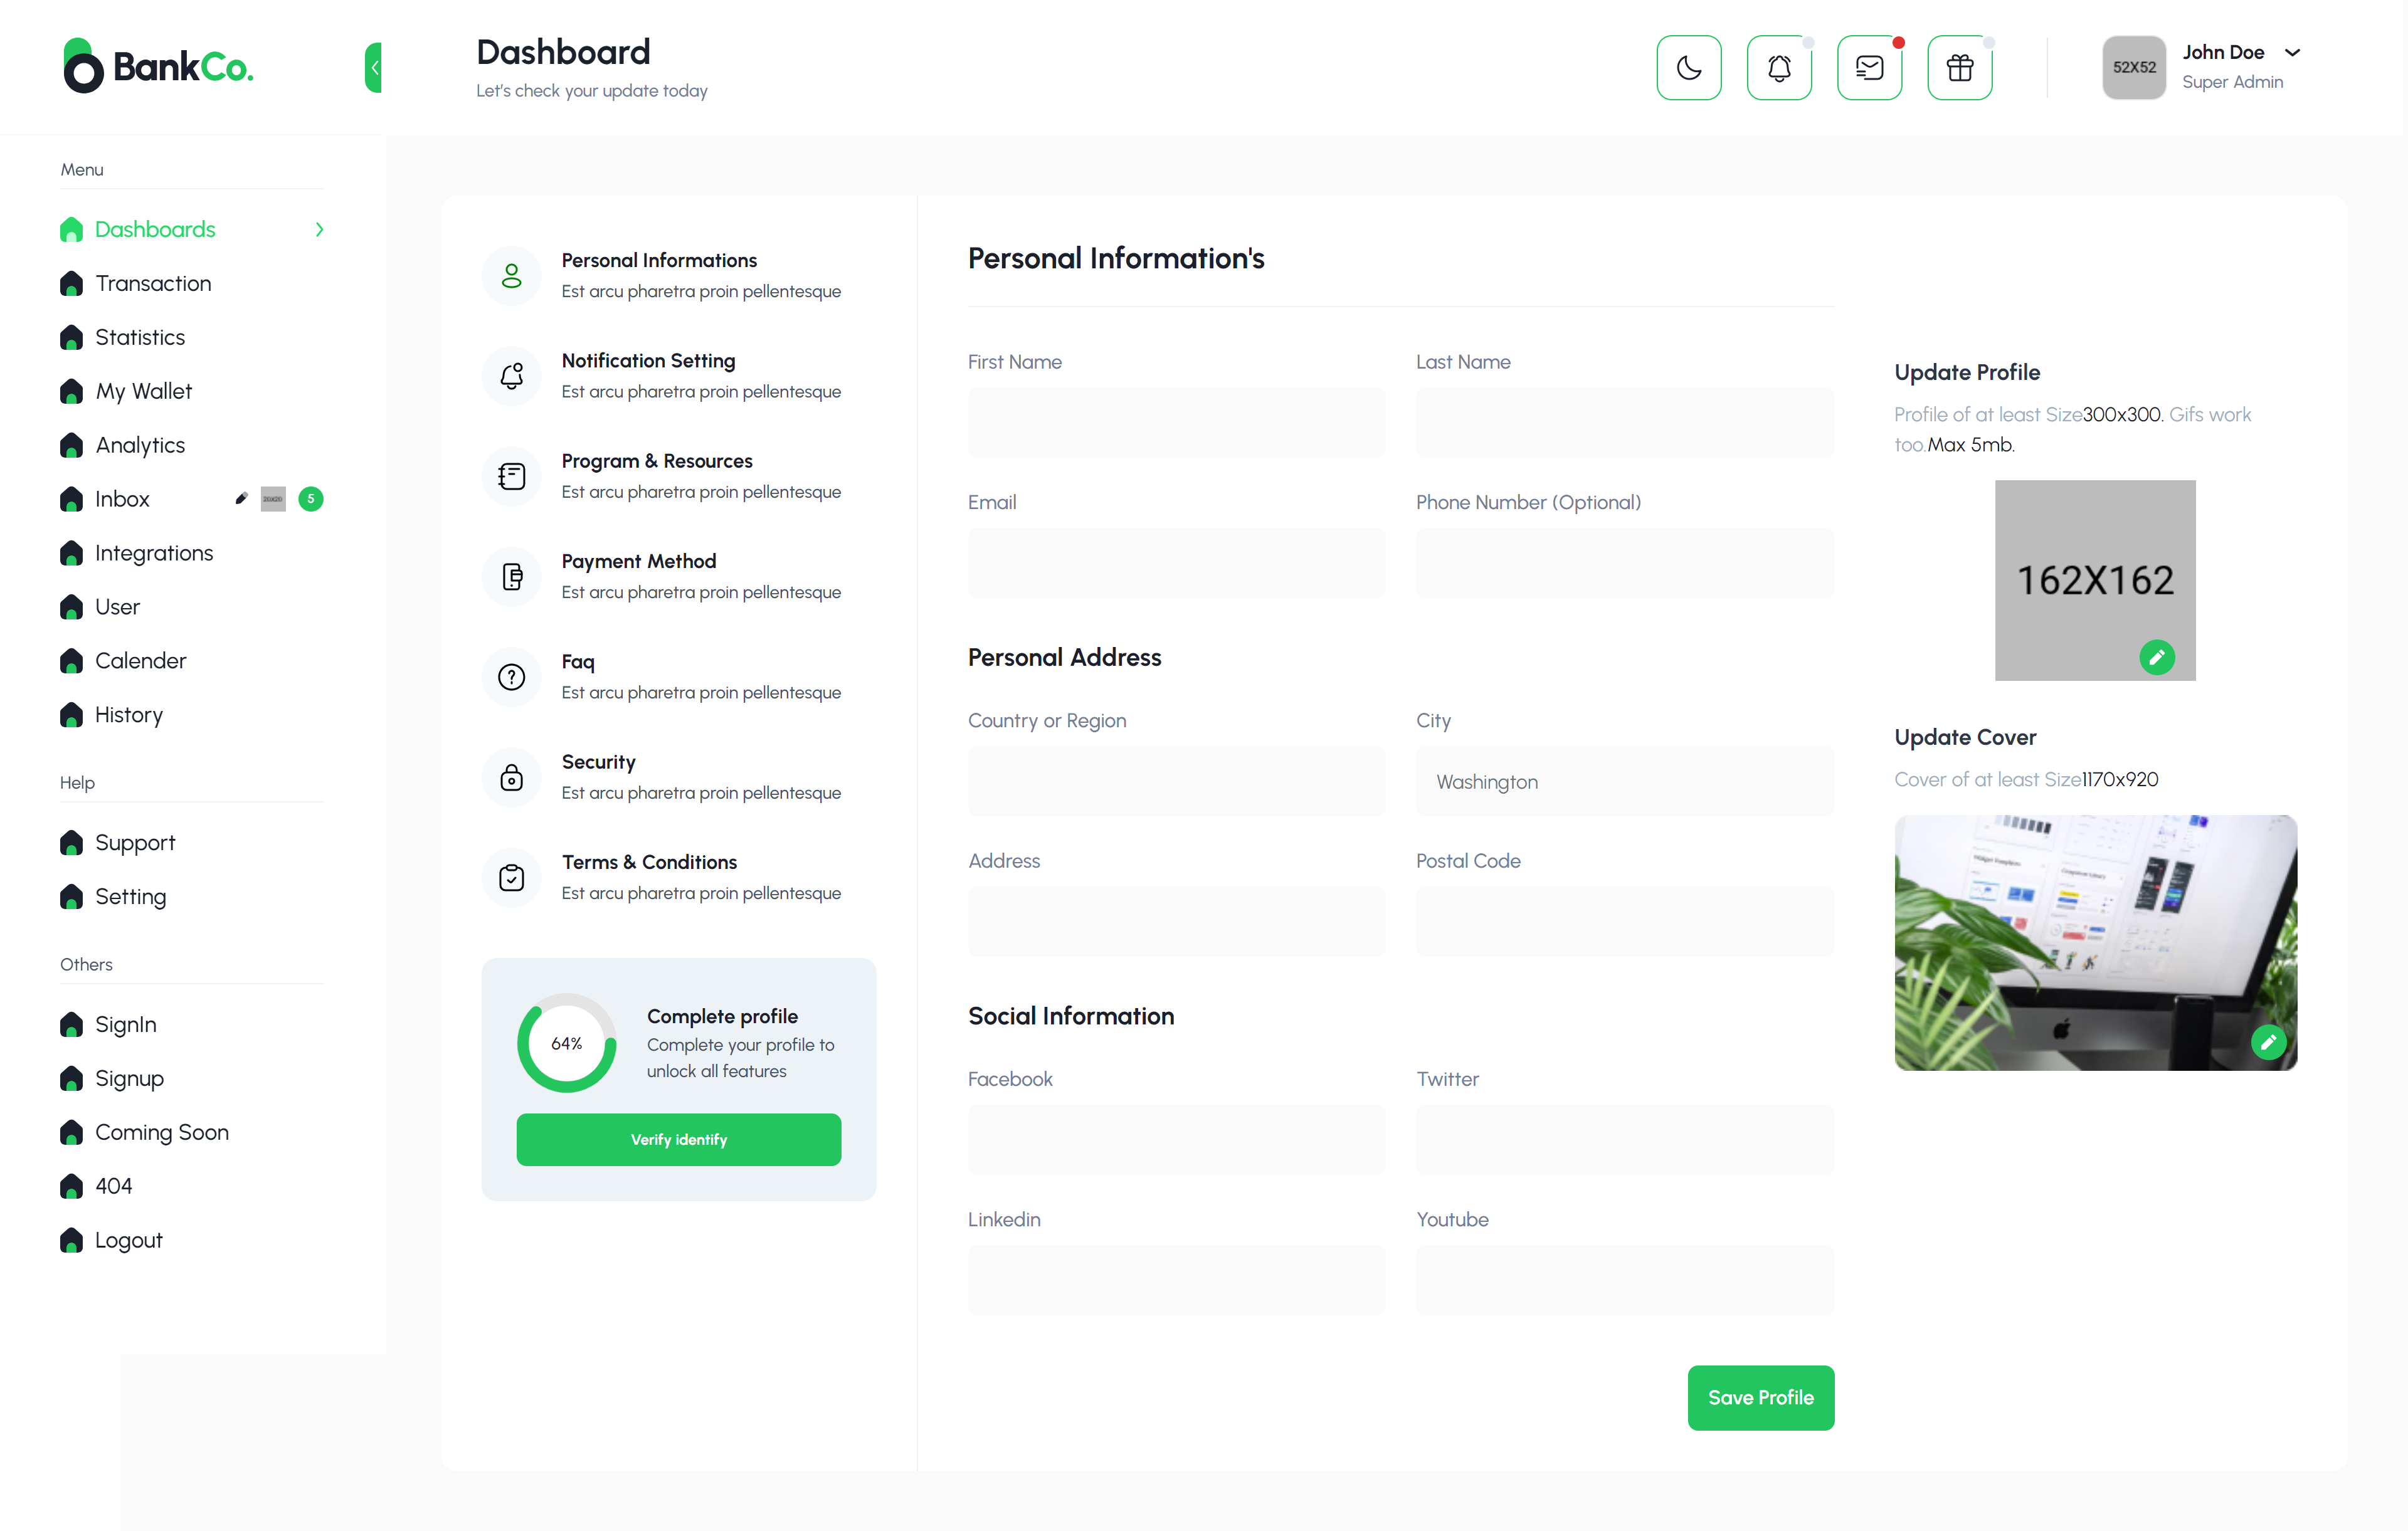 BankCo.
Dashboard
Let's check your update today
52X52
John Doe
Super Admin
Menu
Dashboards
Transaction
Statistics
My Wallet
Analytics
Inbox
20X20
5
Integrations
User
Calender
History
Help
Support
Setting
Others
SignIn
Signup
Coming Soon
404
Logout
Personal Informations
Est arcu pharetra proin pellentesque
Notification Setting
Est arcu pharetra proin pellentesque
Program & Resources
Est arcu pharetra proin pellentesque
Payment Method
Est arcu pharetra proin pellentesque
Faq
Est arcu pharetra proin pellentesque
Security
Est arcu pharetra proin pellentesque
Terms & Conditions
Est arcu pharetra proin pellentesque
64%
Complete profile
Complete your profile to
unlock all features
Verify identify
Personal Information's
First Name
Last Name
Email
Phone Number (Optional)
Personal Address
Country or Region
City
Washington
Address
Postal Code
Social Information
Facebook
Twitter
Linkedin
Youtube
Save Profile
Update Profile
Profile of at least Size300x300. Gifs work
too.Max 5mb.
162X162
Update Cover
Cover of at least Size1170x920